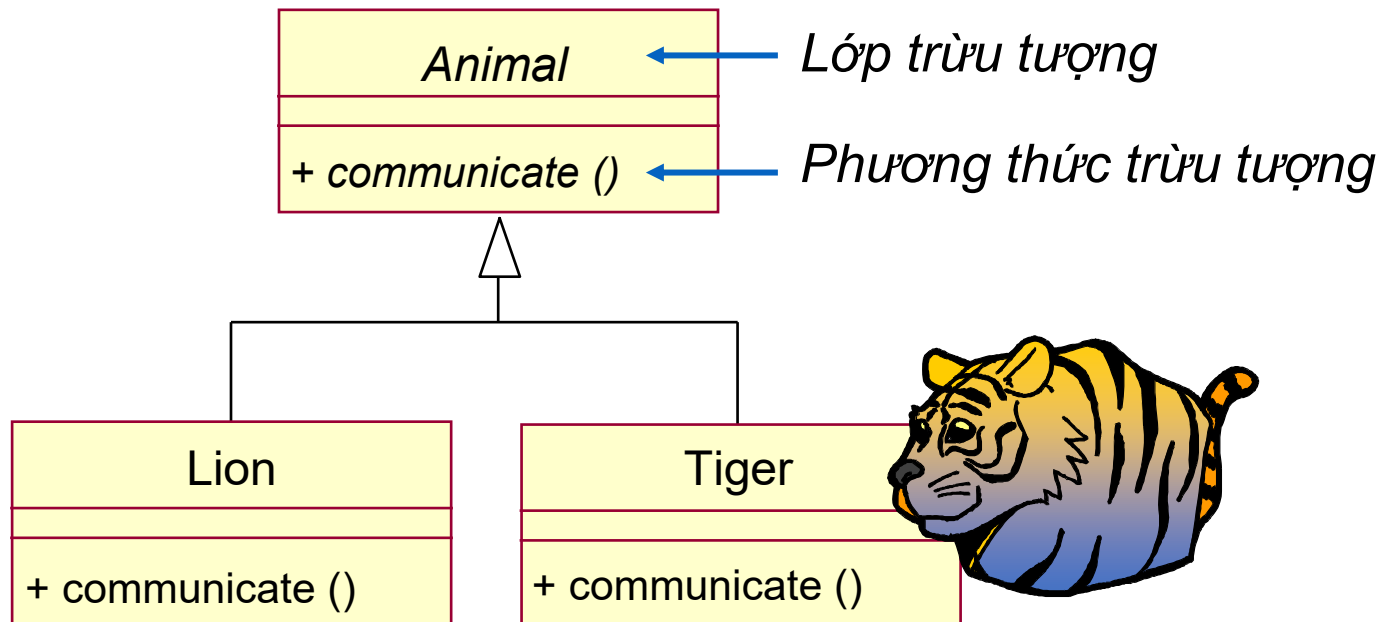 Animal
Lớp trừu tượng
+ communicate ()
Phương thức trừu tượng
Lion
Tiger
+ communicate ()
+ communicate ()